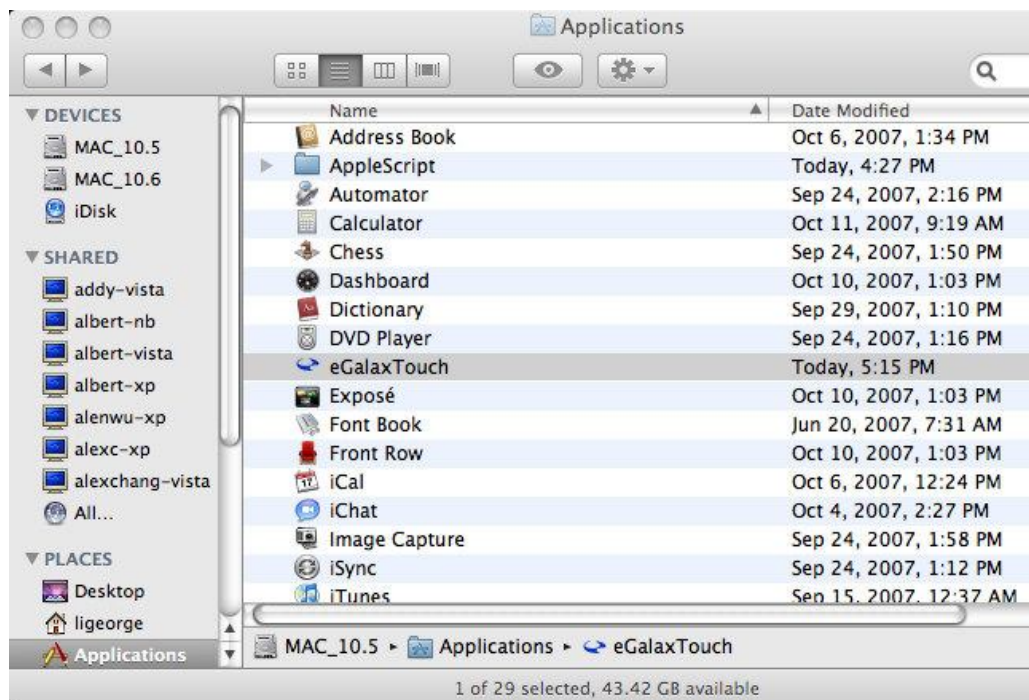 Applications
DEVICES
MAC_10.5
MAC_10.6
iDisk
SHARED
addy-vista
albert-nb
albert-vista
albert-xp
alenwu-xp
alexc-xp
alexchang-vista
All...
PLACES
Desktop
ligeorge
Applications
Name Date Modified
Address Book Oct 6, 2007, 1:34 PM
AppleScript Today, 4:27 PM
Automator Sep 24, 2007, 2:16 PM
Calculator Oct 11, 2007, 9:19 AM
Chess Sep 24, 2007, 1:50 PM
Dashboard Oct 10, 2007, 1:03 PM
Dictionary Sep 29, 2007, 1:10 PM
DVD Player Sep 24, 2007, 1:16 PM
eGalaxTouch Today, 5:15 PM
Exposé Oct 10, 2007, 1:03 PM
Font Book Jun 20, 2007, 7:31 AM
Front Row Oct 10, 2007, 1:03 PM
iCal Oct 6, 2007, 12:24 PM
iChat Oct 4, 2007, 2:27 PM
Image Capture Sep 24, 2007, 1:58 PM
iSync Sep 24, 2007, 1:12 PM
iTunes Sep 15, 2007, 12:37 AM
MAC_10.5 ▸ Applications ▸ eGalaxTouch
1 of 29 selected, 43.42 GB available